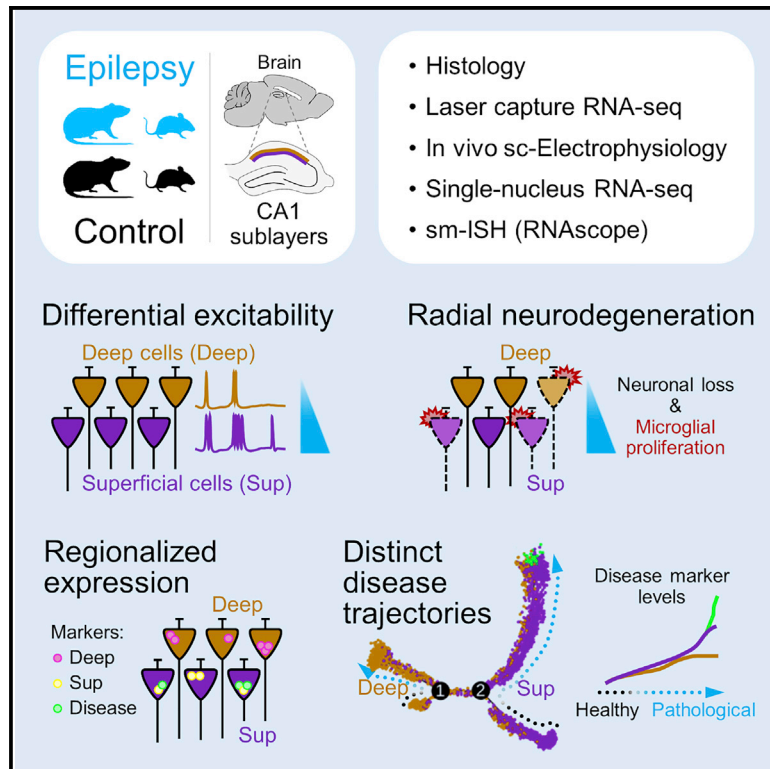 Epilepsy
Control
Brain
CA1
sublayers
• Histology
• Laser capture RNA-seq
• In vivo sc-Electrophysiology
• Single-nucleus RNA-seq
• sm-ISH (RNAscope)
Differential excitability
Deep cells (Deep)
Superficial cells (Sup)
Radial neurodegeneration
Deep
Sup
Neuronal loss
&
Microglial
proliferation
Regionalized
expression
Markers:
Deep
Sup
Disease
Deep
Sup
Distinct
disease
trajectories
Deep
1
2
Sup
Disease marker
levels
Healthy
Pathological